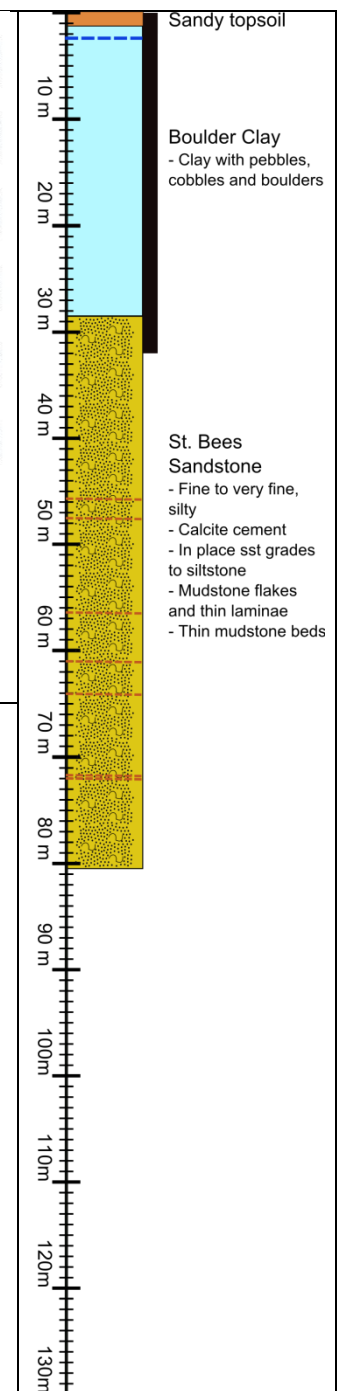 Sandy topsoil
10 m
Boulder Clay
- Clay with pebbles,
cobbles and boulders
20 m
30 m
40 m
St. Bees
Sandstone
- Fine to very fine,
silty
- Calcite cement
- In place sst grades
to siltstone
- Mudstone flakes
and thin laminae
- Thin mudstone beds
50 m
60 m
70 m
80 m
90 m
100m
110m
120m
130m